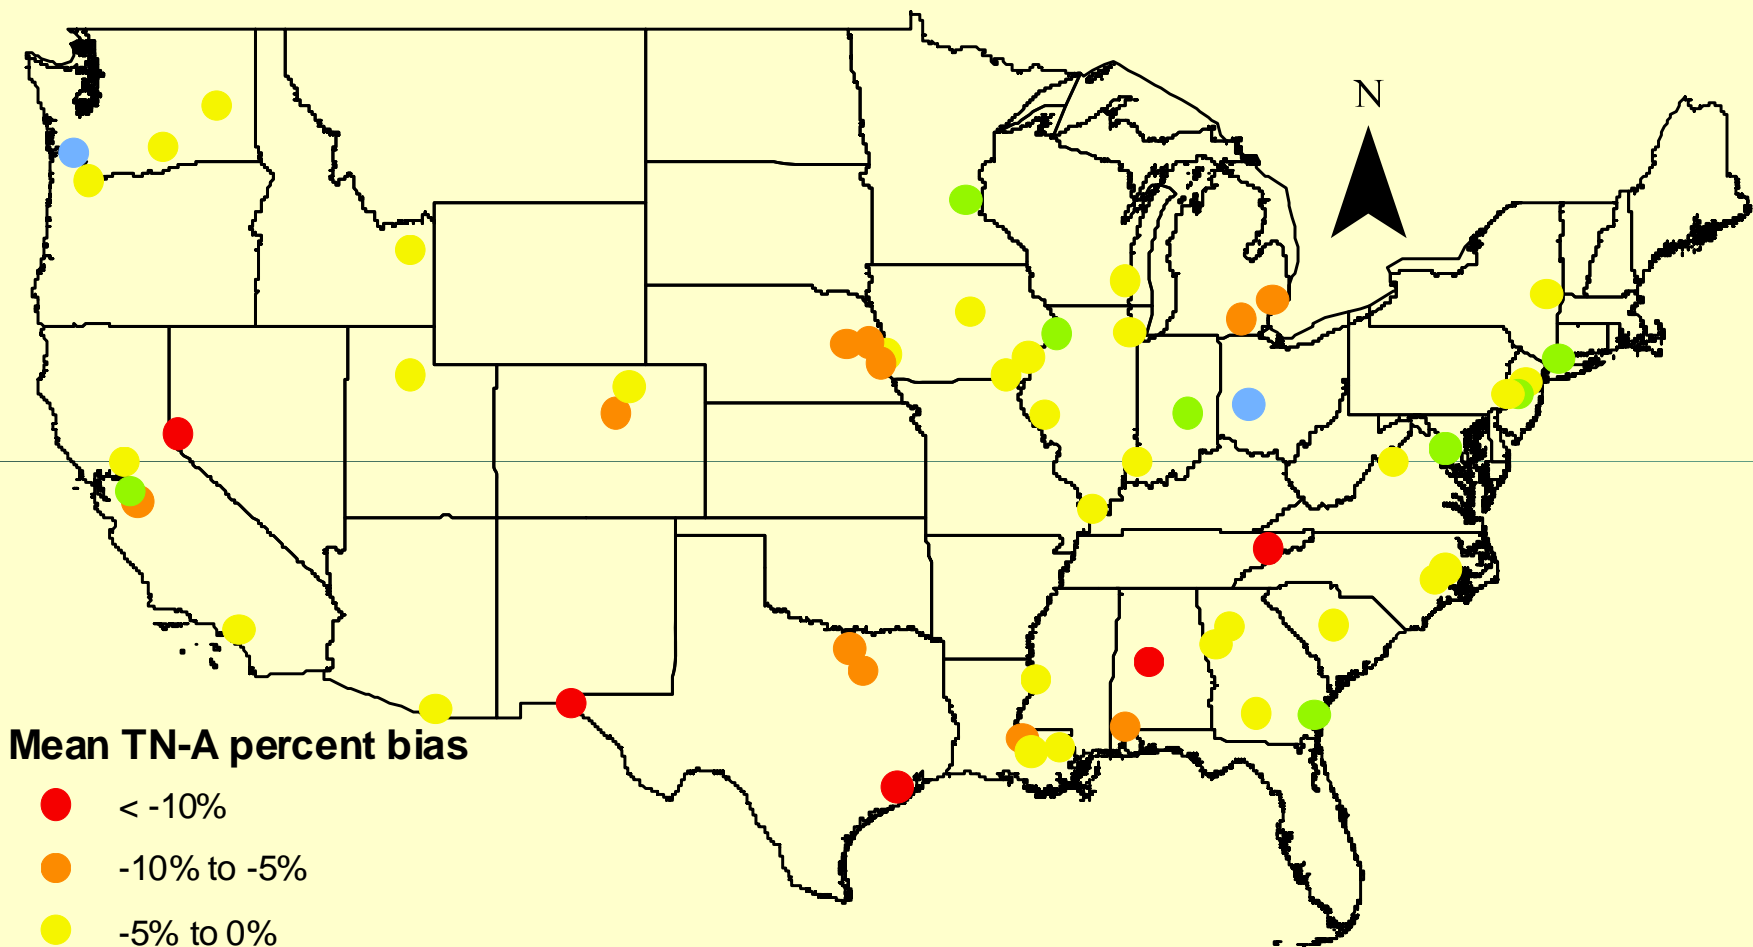 N
Mean TN-A percent bias
< -10%
-10% to -5%
-5% to 0%